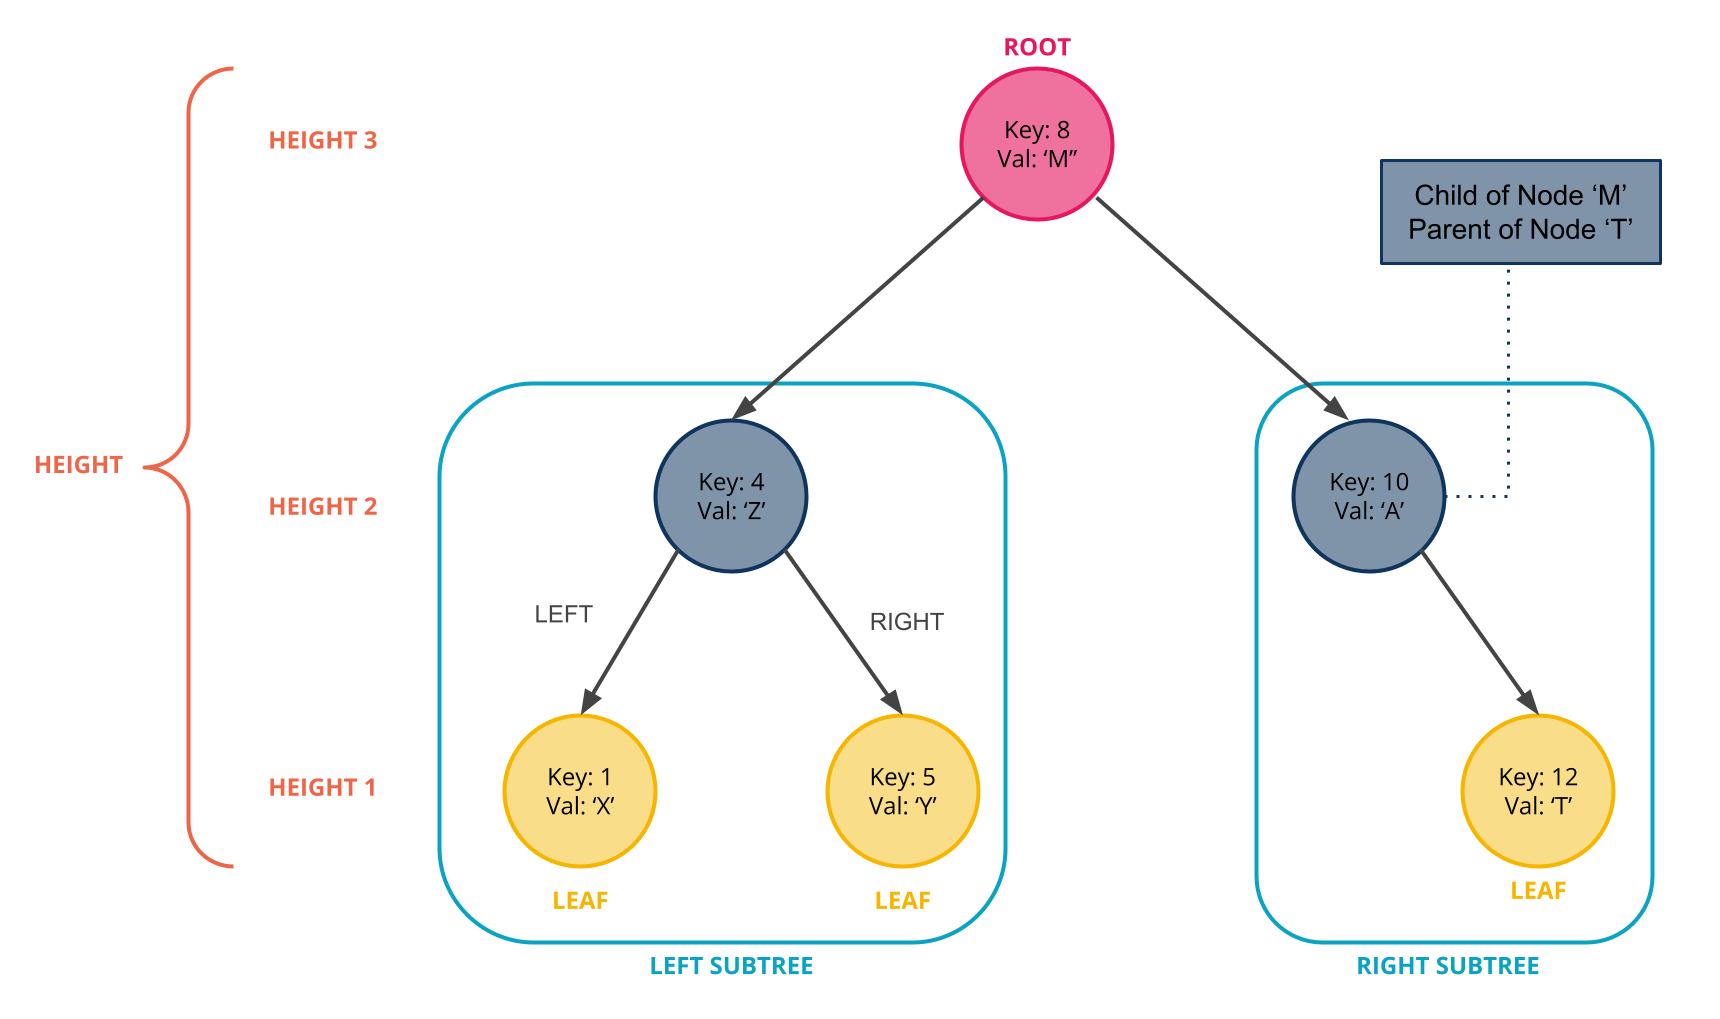 ROOT
HEIGHT 3
Key: 8
Val: ‘M’’
Child of Node ‘M’
Parent of Node ‘T’
HEIGHT
HEIGHT 2
Key: 4
Val: ‘Z’
Key: 10
Val: ‘A’
LEFT
RIGHT
HEIGHT 1
Key: 1
Val: ‘X’
Key: 5
Val: ‘Y’
Key: 12
Val: ‘T’
LEAF
LEAF
LEAF
LEFT SUBTREE
RIGHT SUBTREE